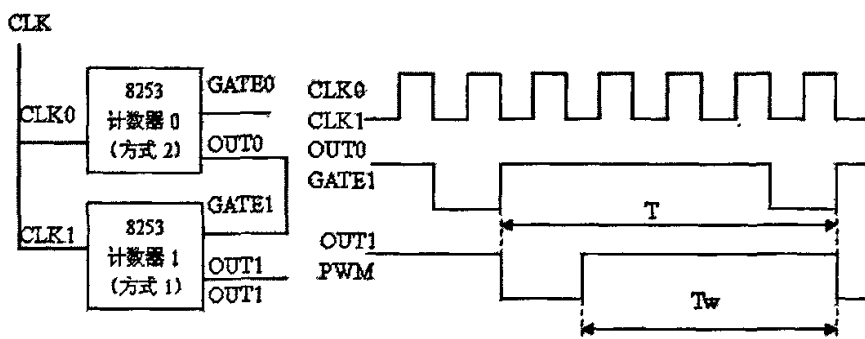 CLK
CLK0
8253
计数器 0
(方式 2)
GATE0
OUT0
CLK1
8253
计数器 1
(方式 1)
GATE1
OUT1
OUT1
CLK0
CLK1
OUT0
GATE1
T
OUT1
PWM
Tw